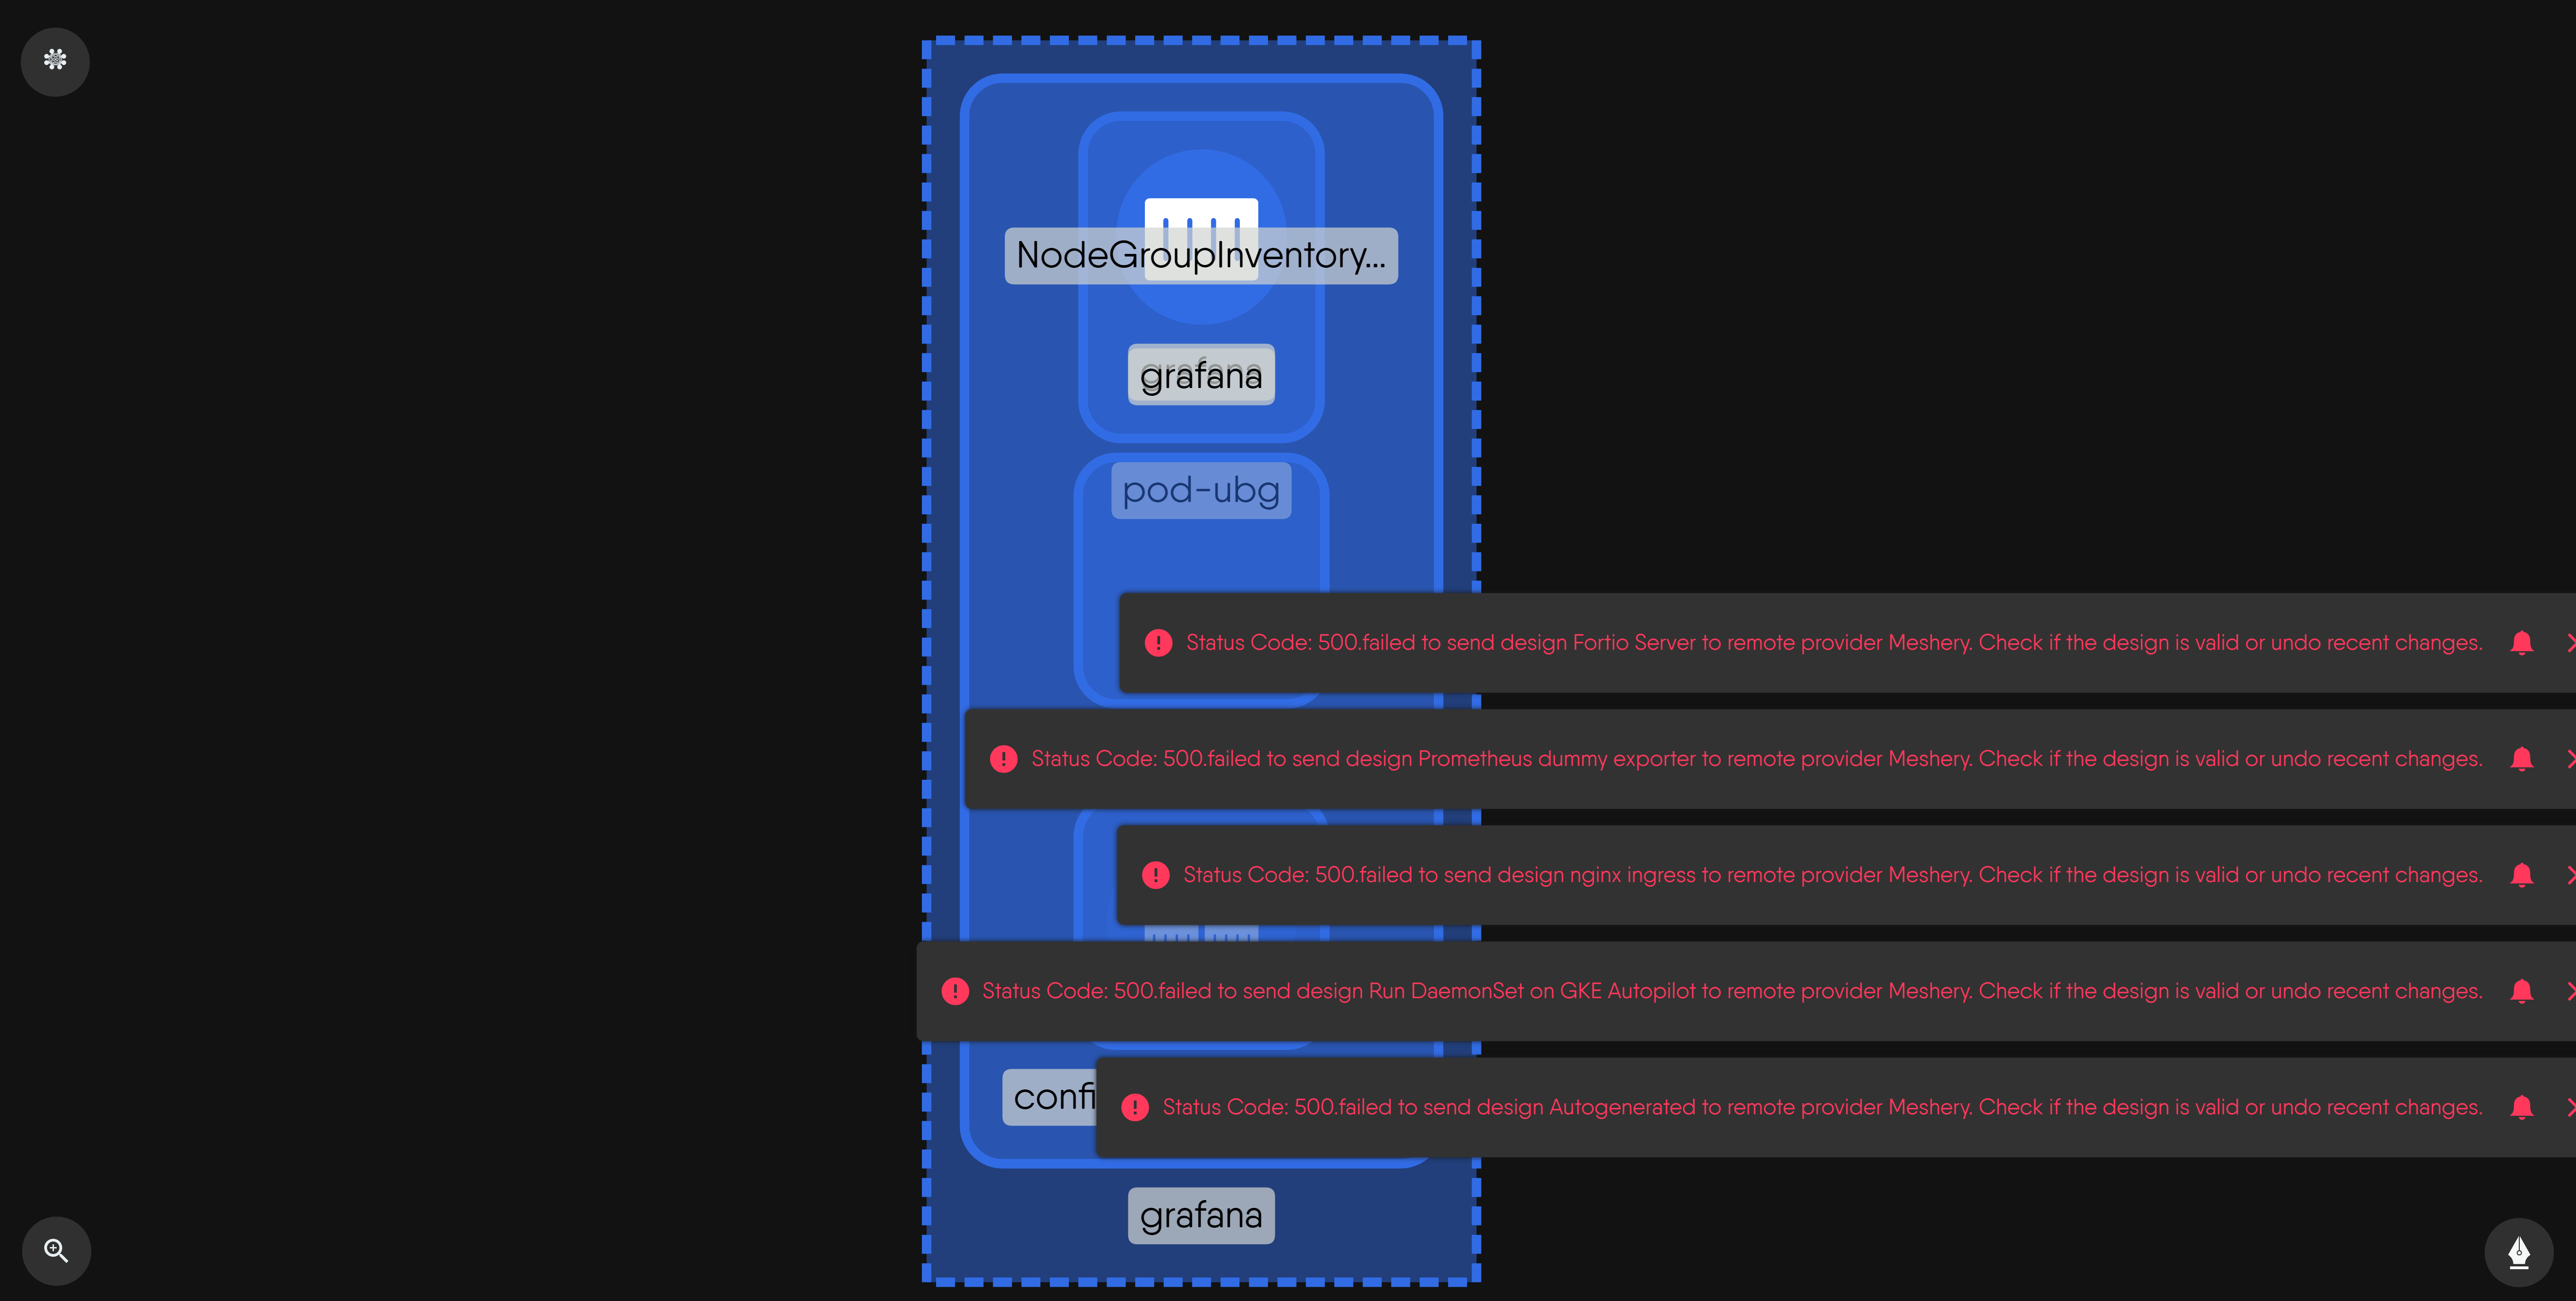 NodeGroupInventory...
grafana
pod-ubg
Status Code: 500.failed to send design Fortio Server to remote provider Meshery. Check if the design is valid or undo recent changes.
Status Code: 500.failed to send design Prometheus dummy exporter to remote provider Meshery. Check if the design is valid or undo recent changes.
Status Code: 500.failed to send design nginx ingress to remote provider Meshery. Check if the design is valid or undo recent changes.
Status Code: 500.failed to send design Run DaemonSet on GKE Autopilot to remote provider Meshery. Check if the design is valid or undo recent changes.
confi
Status Code: 500.failed to send design Autogenerated to remote provider Meshery. Check if the design is valid or undo recent changes.
grafana